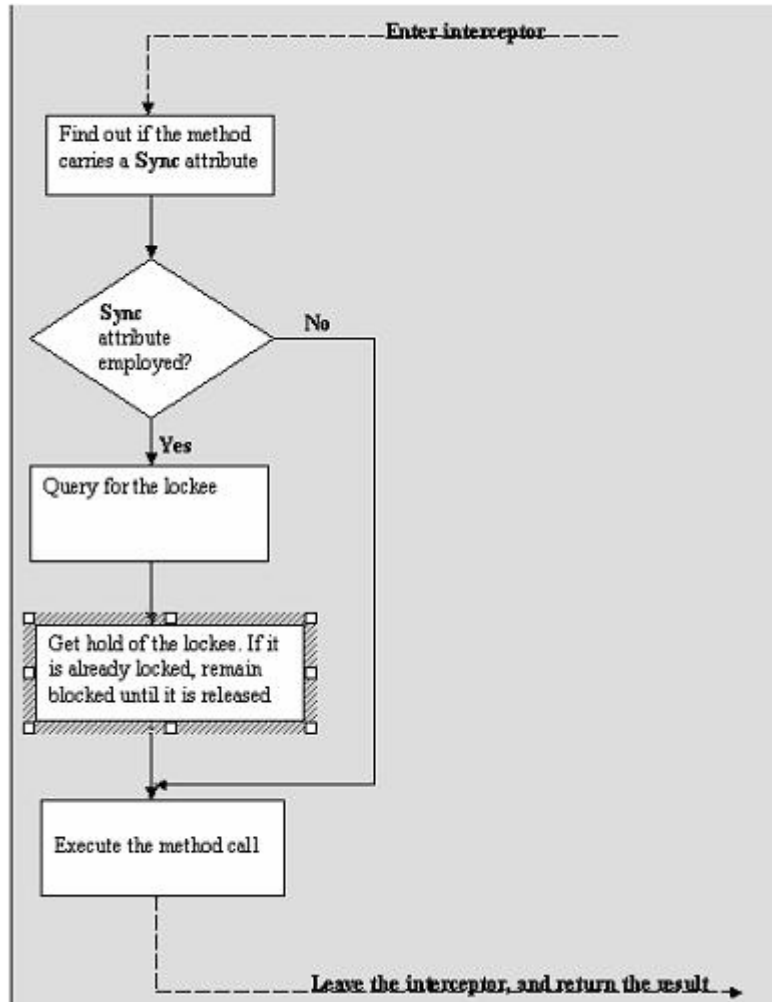 Enter interceptor
Find out if the method
carries a Sync attribute
Sync
attribute
employed?
No
Yes
Query for the lockee
Get hold of the lockee. If it
is already locked, remain
blocked until it is released
Execute the method call
Leave the interceptor, and return the result